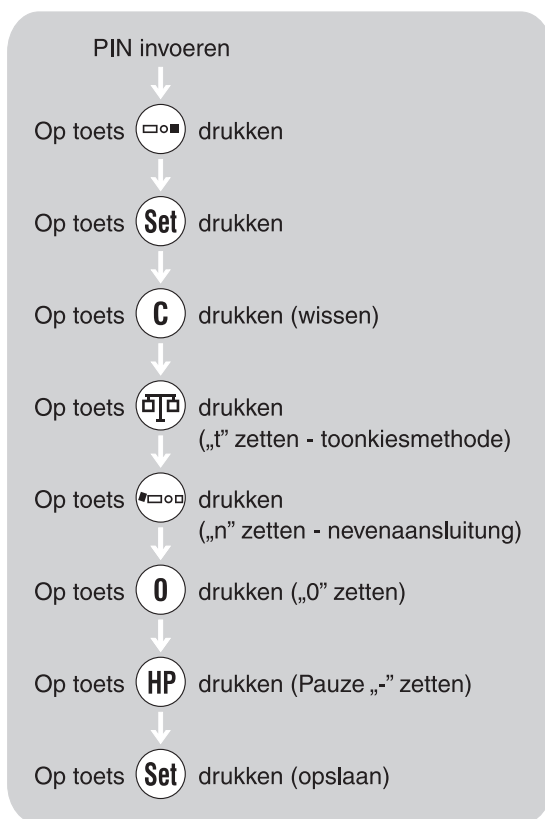 PIN invoeren
Op toets drukken
Op toets Set drukken
Op toets C drukken (wissen)
Op toets drukken
(„t” zetten - toonkiesmethode)
Op toets drukken
(„n” zetten - nevenaansluitung)
Op toets 0 drukken („0” zetten)
Op toets HP drukken (Pauze „-” zetten)
Op toets Set drukken (opslaan)